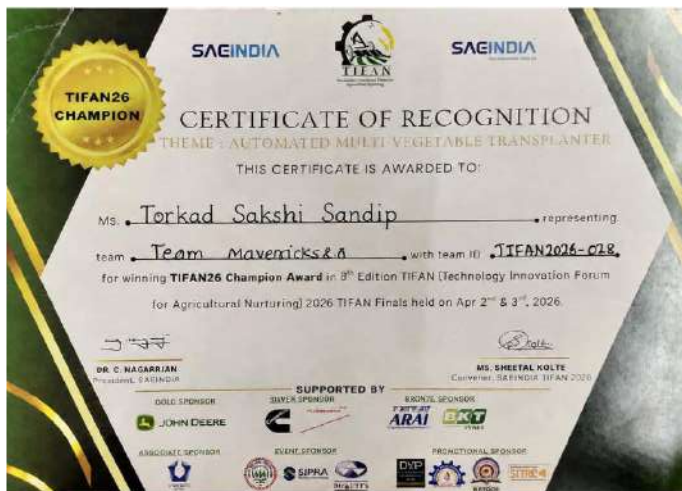 SAEINDIA
TIFAN
SAEINDIA
TIFAN26
CHAMPION
CERTIFICATE OF RECOGNITION
THEME : AUTOMATED MULTI VEGETABLE TRANSPLANTER
THIS CERTIFICATE IS AWARDED TO:
Ms. Torkad Sakshi Sandip representing
team Team Mavericks2.0 with team ID TIFAN2026-028
for winning TIFAN26 Champion Award in 8th Edition TIFAN (Technology Innovation Forum
for Agricultural Nurturing) 2026 TIFAN Finals held on Apr 2nd & 3rd, 2026.
DR. C. NAGARRIAN
President, SAEINDIA
MS. SHEETAL KOLTE
Convener, SAEINDIA TIFAN 2026
SUPPORTED BY
GOLD SPONSOR
SILVER SPONSOR
BRONZE SPONSOR
JOHN DEERE
ARAI
BKT
ASSOCIATE SPONSOR
EVENT SPONSOR
PROMOTIONAL SPONSOR
SIPRA
DYP
SITRC